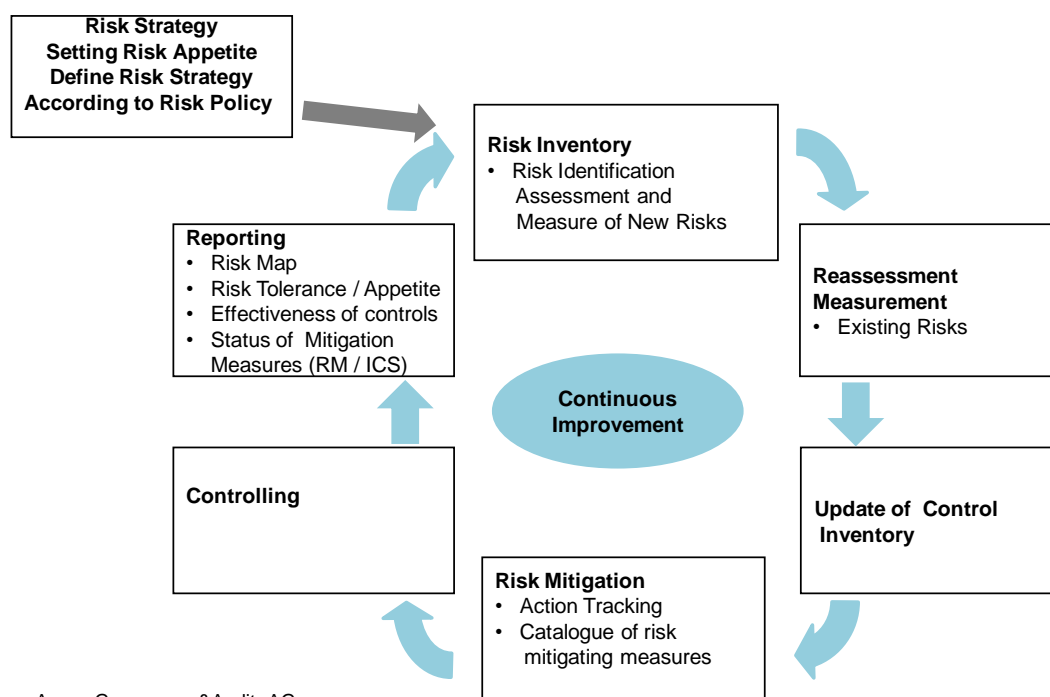 Risk Strategy
Setting Risk Appetite
Define Risk Strategy
According to Risk Policy
Risk Inventory
• Risk Identification
Assessment and
Measure of New Risks
Reassessment
Measurement
• Existing Risks
Update of Control
Inventory
Risk Mitigation
• Action Tracking
• Catalogue of risk
mitigating measures
Controlling
Reporting
• Risk Map
• Risk Tolerance / Appetite
• Effectiveness of controls
• Status of Mitigation
Measures (RM / ICS)
Continuous
Improvement